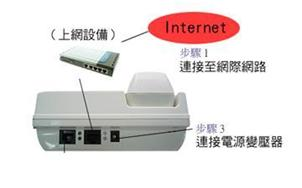 (上網設備)
Internet
步驟 1
連接至網際網路
步驟 3
連接電源變壓器